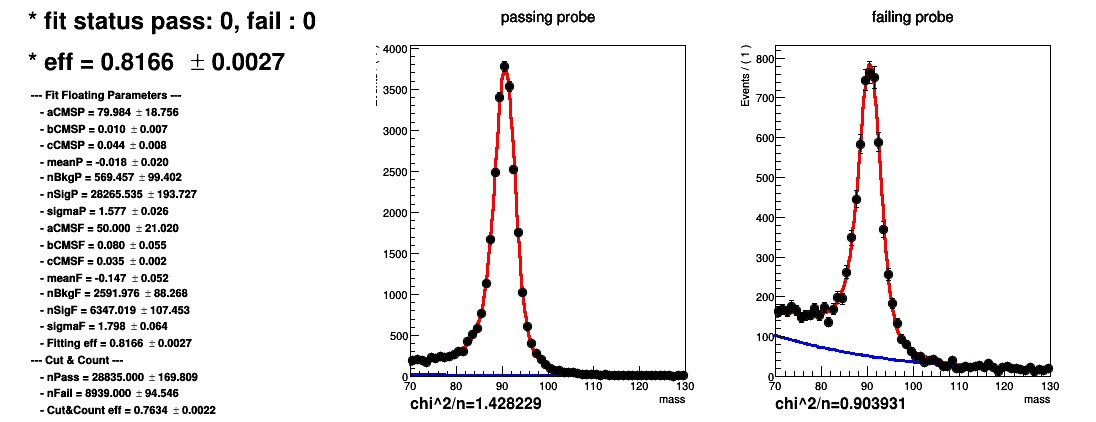 * fit status pass: 0, fail : 0
* eff = 0.8166 ± 0.0027
--- Fit Floating Parameters ---
- aCMSP = 79.984 ± 18.756
- bCMSP = 0.010 ± 0.007
- cCMSP = 0.044 ± 0.008
- meanP = -0.018 ± 0.020
- nBkgP = 569.457 ± 99.402
- nSigP = 28265.535 ± 193.727
- sigmaP = 1.577 ± 0.026
- aCMSF = 50.000 ± 21.020
- bCMSF = 0.080 ± 0.055
- cCMSF = 0.035 ± 0.002
- meanF = -0.147 ± 0.052
- nBkgF = 2591.976 ± 88.268
- nSigF = 6347.019 ± 107.453
- sigmaF = 1.798 ± 0.064
- Fitting eff = 0.8166 ± 0.0027
--- Cut & Count ---
- nPass = 28835.000 ± 169.809
- nFail = 8939.000 ± 94.546
- Cut&Count eff = 0.7634 ± 0.0022
passing probe
4000
3500
3000
2500
2000
1500
1000
500
0
70 80 90 100 110 120 130
mass
chi^2/n=1.428229
failing probe
Events / ( 1 )
800
700
600
500
400
300
200
100
0
70 80 90 100 110 120 130
mass
chi^2/n=0.903931